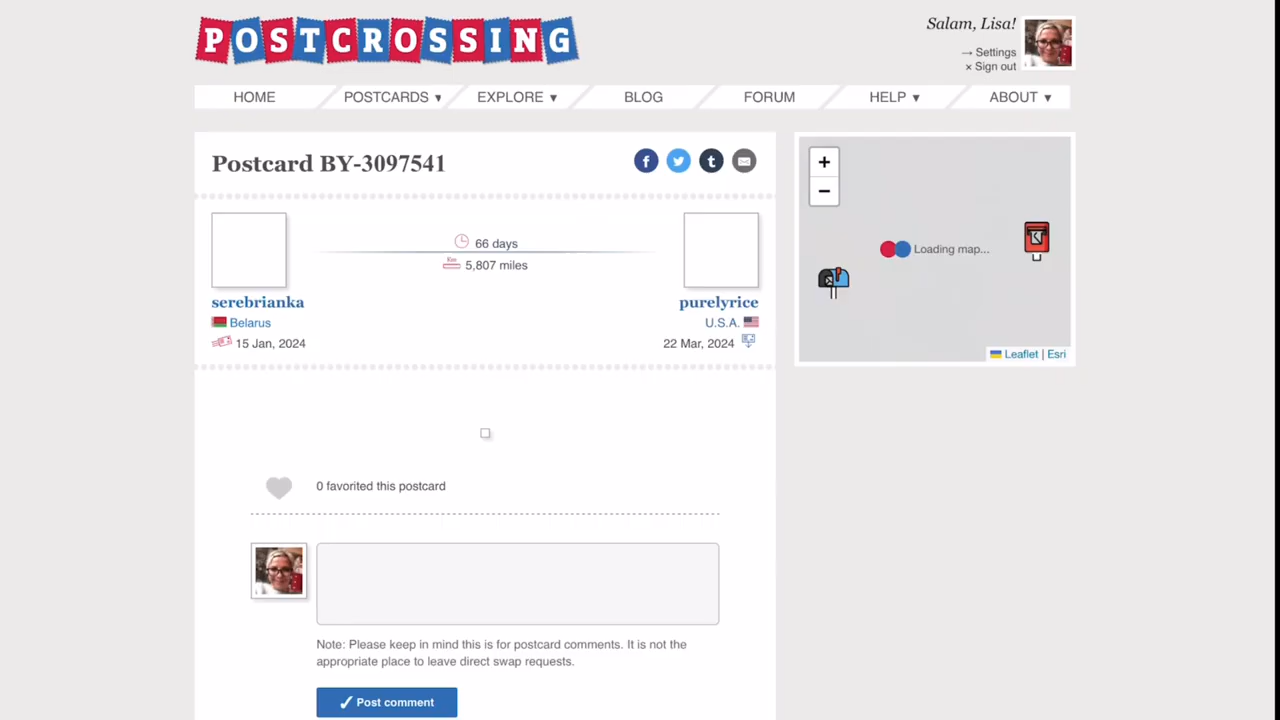 POSTCROSSING
Salam, Lisa!
→ Settings
× Sign out
HOME
POSTCARDS ▼
EXPLORE ▼
BLOG
FORUM
HELP ▼
ABOUT ▼
Postcard BY-3097541
66 days
5,807 miles
serebrianka
Belarus
15 Jan, 2024
purelyrice
U.S.A.
22 Mar, 2024
+
−
Loading map...
Leaflet | Esri
0 favorited this postcard
Note: Please keep in mind this is for postcard comments. It is not the
appropriate place to leave direct swap requests.
✓ Post comment